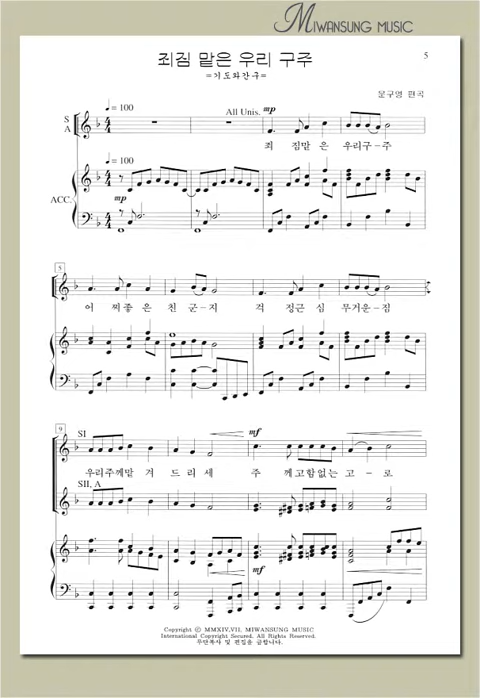 MIWANSUNG MUSIC
죄짐 맡은 우리 구주
5
=기도와간구=
문구영 편곡
♩ = 100
All Unis.
mp
S
A
죄 짐맡 은 우리구-주
♩ = 100
ACC.
mp
5
어 찌좋 은 친 군-지 걱 정근 심 무거운-짐
9
SI
mf
우리주께맡 겨 드 리 세 주 께고함없는 고-로
SII, A
mf
mf
Copyright ⓒ MMXIV.VII. MIWANSUNG MUSIC
International Copyright Secured. All Rights Reserved.
무단복사 및 편집을 금합니다.